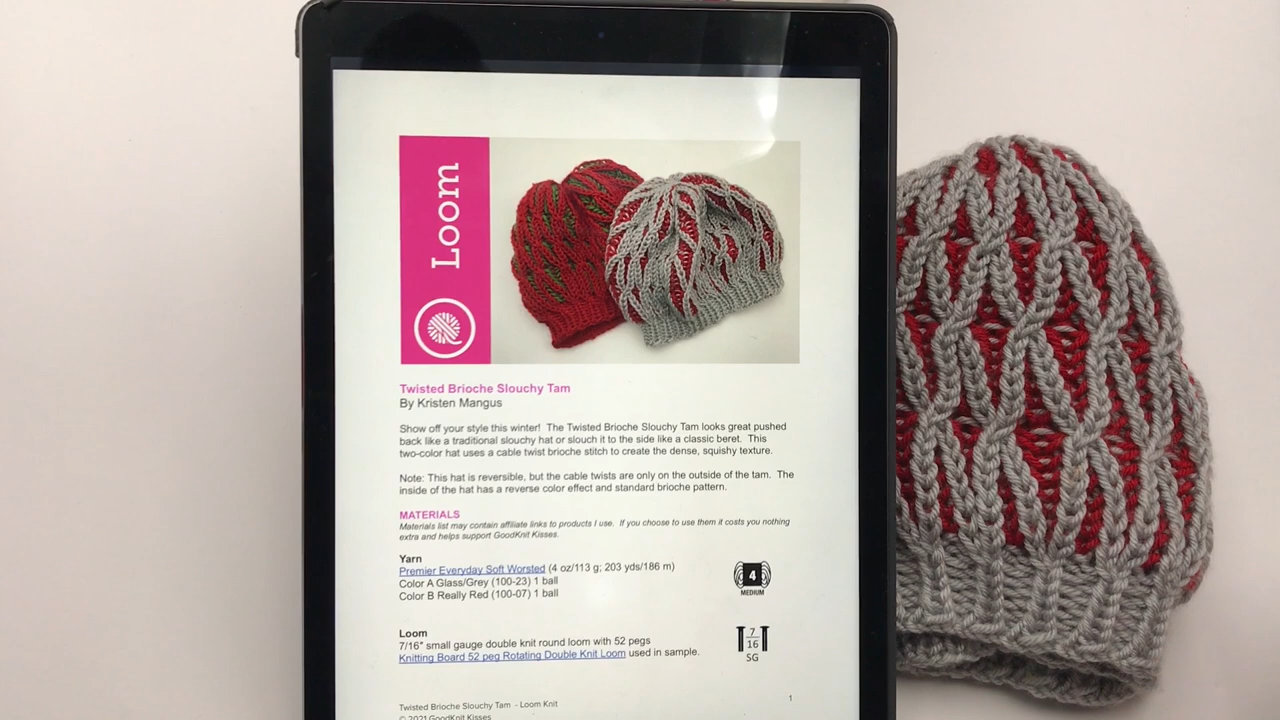 Loom
Twisted Brioche Slouchy Tam
By Kristen Mangus
Show off your style this winter! The Twisted Brioche Slouchy Tam looks great pushed
back like a traditional slouchy hat or slouch it to the side like a classic beret. This
two-color hat uses a cable twist brioche stitch to create the dense, squishy texture.
Note: This hat is reversible, but the cable twists are only on the outside of the tam. The
inside of the hat has a reverse color effect and standard brioche pattern.
MATERIALS
Materials list may contain affiliate links to products I use. If you choose to use them it costs you nothing
extra and helps support GoodKnit Kisses.
Yarn
Premier Everyday Soft Worsted (4 oz/113 g; 203 yds/186 m)
Color A Glass/Grey (100-23) 1 ball
Color B Really Red (100-07) 1 ball
4
MEDIUM
Loom
7/16" small gauge double knit round loom with 52 pegs
Knitting Board 52 peg Rotating Double Knit Loom used in sample.
7
16
SG
1
Twisted Brioche Slouchy Tam - Loom Knit
© 2021 GoodKnit Kisses